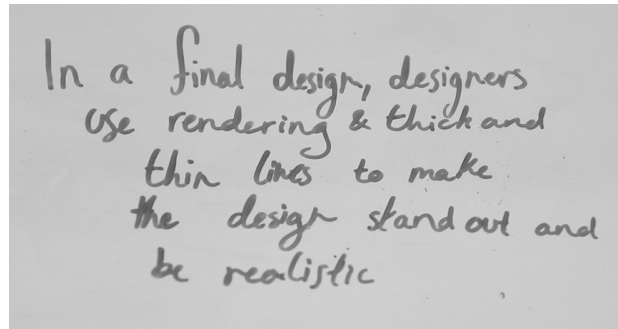 In a final design, designers
use rendering & thick and
thin lines to make
the design stand out and
be realistic